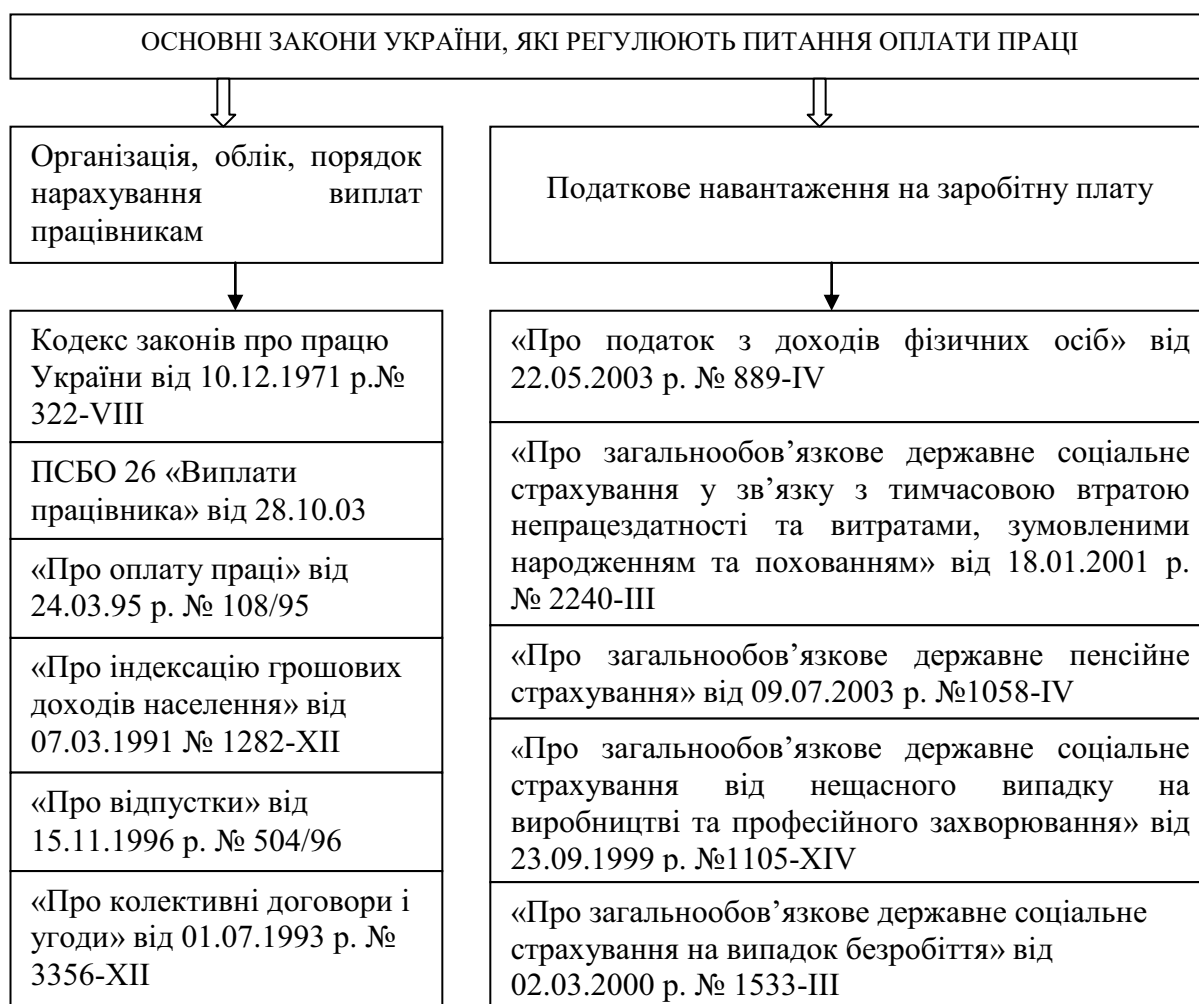 ОСНОВНІ ЗАКОНИ УКРАЇНИ, ЯКІ РЕГУЛЮЮТЬ ПИТАННЯ ОПЛАТИ ПРАЦІ
Організація, облік, порядок
нарахування виплат
працівникам
Податкове навантаження на заробітну плату
Кодекс законів про працю
України від 10.12.1971 р.№
322-VIII
ПСБО 26 «Виплати
працівника» від 28.10.03
«Про оплату праці» від
24.03.95 р. № 108/95
«Про індексацію грошових
доходів населення» від
07.03.1991 № 1282-XII
«Про відпустки» від
15.11.1996 р. № 504/96
«Про колективні договори і
угоди» від 01.07.1993 р. №
3356-XII
«Про податок з доходів фізичних осіб» від
22.05.2003 р. № 889-IV
«Про загальнообов’язкове державне соціальне
страхування у зв’язку з тимчасовою втратою
непрацездатності та витратами, зумовленими
народженням та похованням» від 18.01.2001 р.
№ 2240-III
«Про загальнообов’язкове державне пенсійне
страхування» від 09.07.2003 р. №1058-IV
«Про загальнообов’язкове державне соціальне
страхування від нещасного випадку на
виробництві та професійного захворювання» від
23.09.1999 р. №1105-XIV
«Про загальнообов’язкове державне соціальне
страхування на випадок безробіття» від
02.03.2000 р. № 1533-III